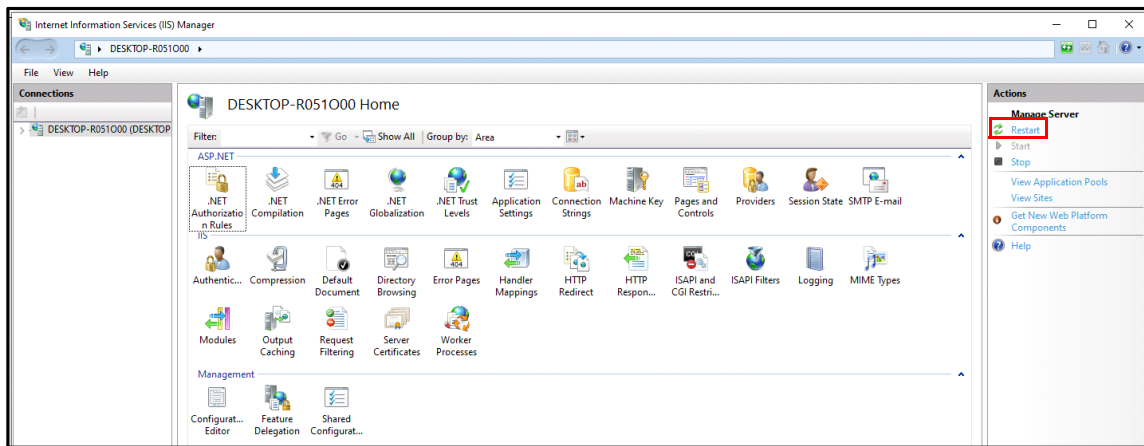 Internet Information Services (IIS) Manager
DESKTOP-R051O00
File View Help
Connections
DESKTOP-R051O00 (DESKTOP
DESKTOP-R051O00 Home
Filter: Go Show All Group by: Area
ASP.NET
.NET Authorizatio n Rules
.NET Compilation
.NET Error Pages
.NET Globalization
.NET Trust Levels
Application Settings
Connection Strings
Machine Key
Pages and Controls
Providers
Session State
SMTP E-mail
IIS
Authentic...
Compression
Default Document
Directory Browsing
Error Pages
Handler Mappings
HTTP Redirect
HTTP Respon...
ISAPI and CGI Restri...
ISAPI Filters
Logging
MIME Types
Modules
Output Caching
Request Filtering
Server Certificates
Worker Processes
Management
Configurat... Editor
Feature Delegation
Shared Configurat...
Actions
Manage Server
Restart
Start
Stop
View Application Pools
View Sites
Get New Web Platform
Components
Help